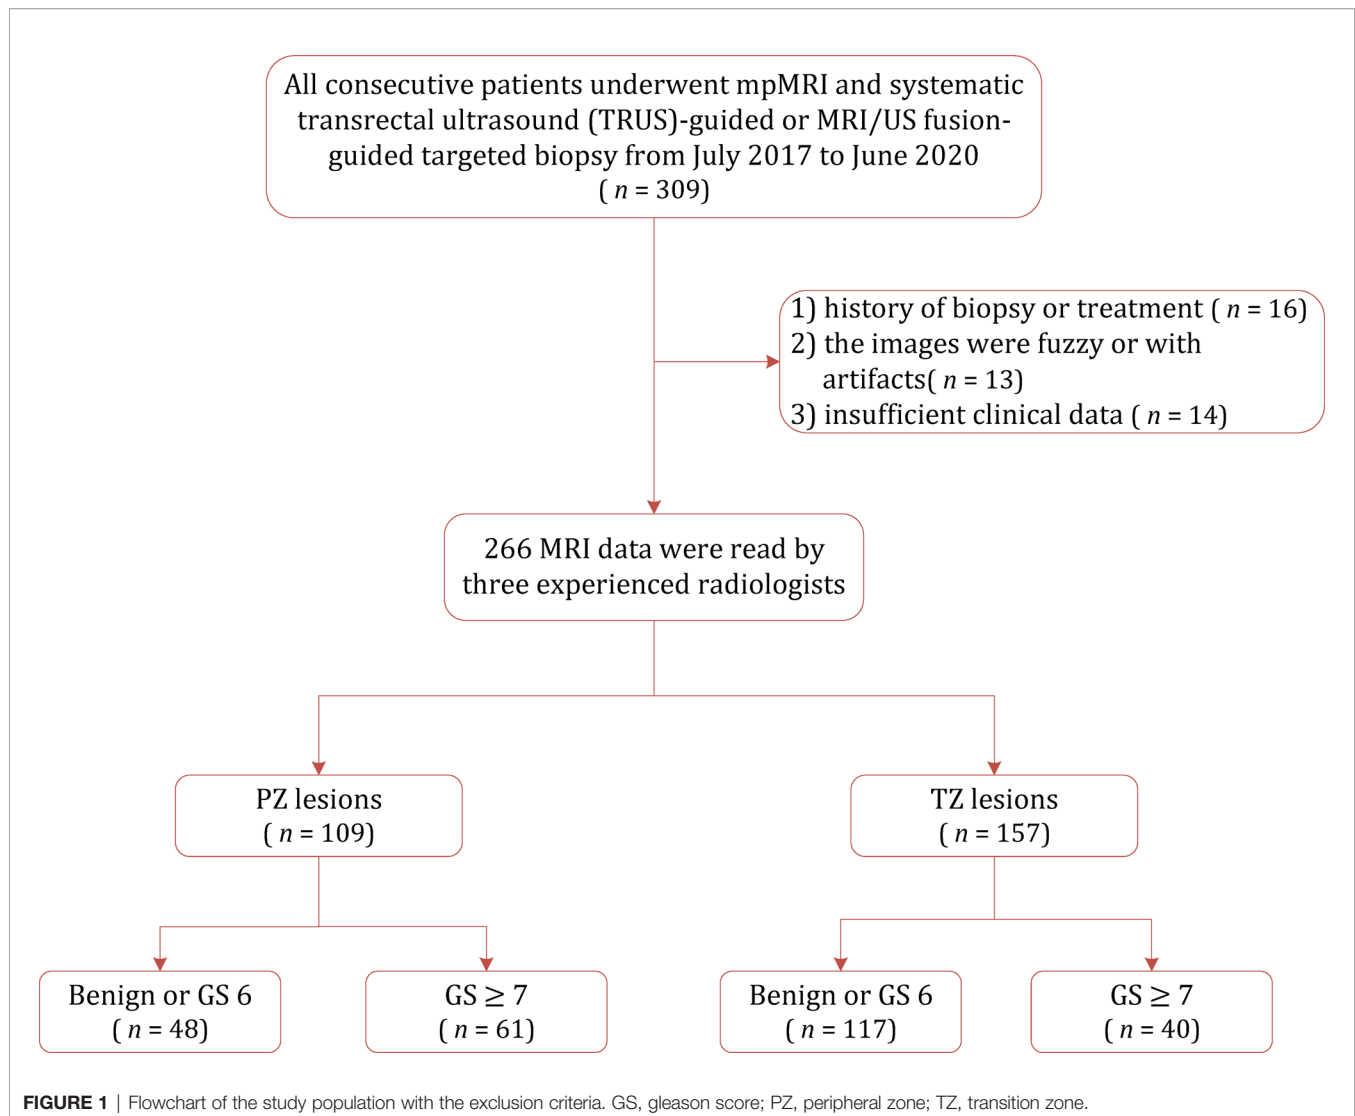 All consecutive patients underwent mpMRI and systematic
transrectal ultrasound (TRUS)-guided or MRI/US fusion-
guided targeted biopsy from July 2017 to June 2020
( n = 309)
1) history of biopsy or treatment ( n = 16)
2) the images were fuzzy or with
artifacts( n = 13)
3) insufficient clinical data ( n = 14)
266 MRI data were read by
three experienced radiologists
PZ lesions
( n = 109)
TZ lesions
( n = 157)
Benign or GS 6
( n = 48)
GS ≥ 7
( n = 61)
Benign or GS 6
( n = 117)
GS ≥ 7
( n = 40)
FIGURE 1 | Flowchart of the study population with the exclusion criteria. GS, gleason score; PZ, peripheral zone; TZ, transition zone.